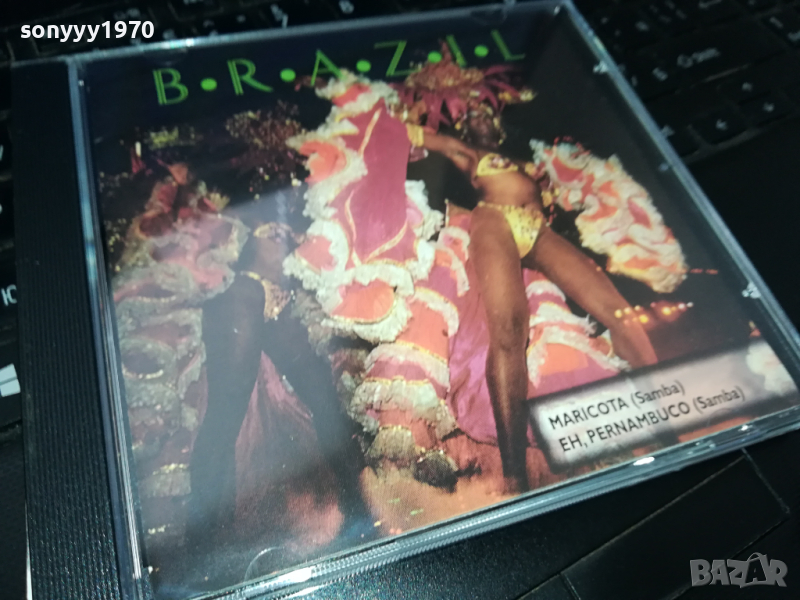 sonyyy1970
B•R•A•Z•I•L
MARICOTA (Samba)
EH, PERNAMBUCO (Samba)
BAZAR